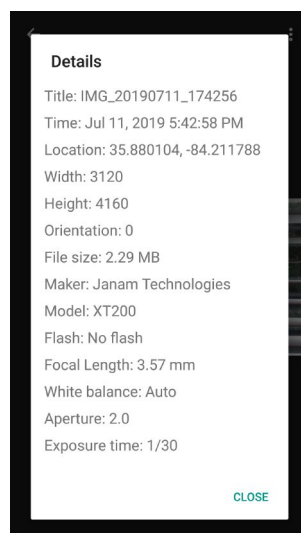 Details
Title: IMG_20190711_174256
Time: Jul 11, 2019 5:42:58 PM
Location: 35.880104, -84.211788
Width: 3120
Height: 4160
Orientation: 0
File size: 2.29 MB
Maker: Janam Technologies
Model: XT200
Flash: No flash
Focal Length: 3.57 mm
White balance: Auto
Aperture: 2.0
Exposure time: 1/30
CLOSE